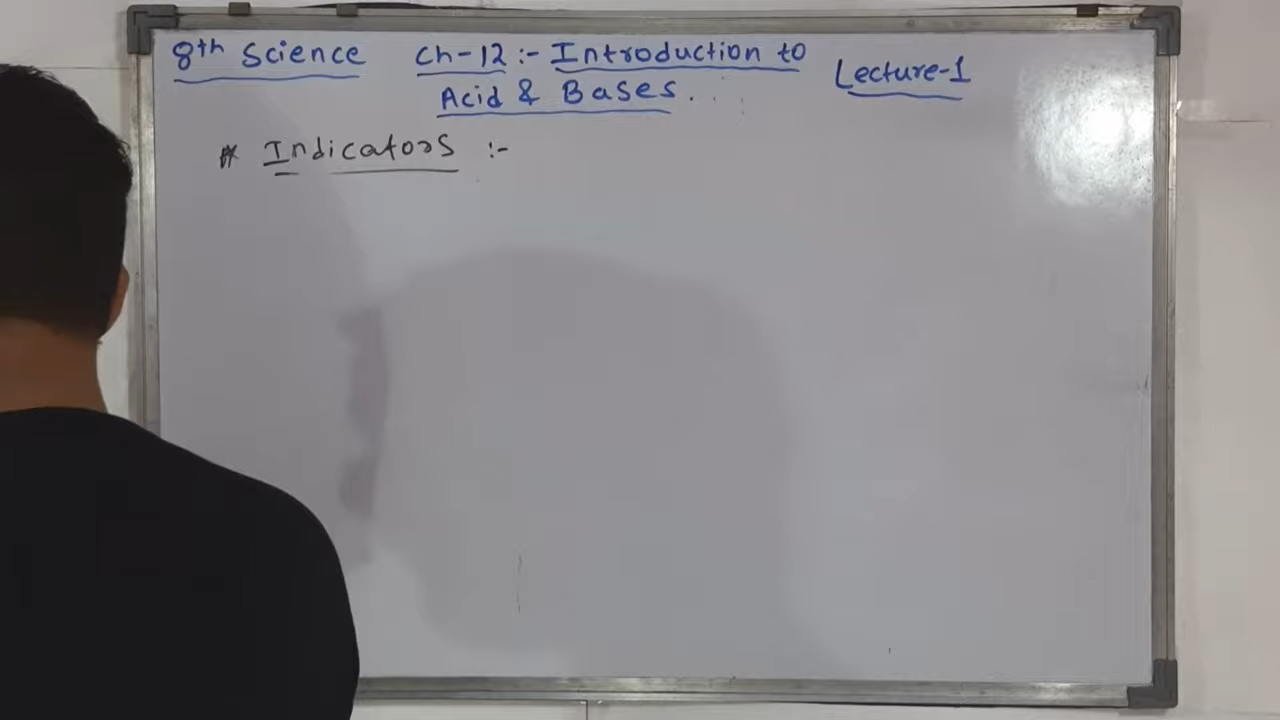 8th Science Ch-12 :- Introduction to Lecture-1
Acid & Bases.
* Indicators :-